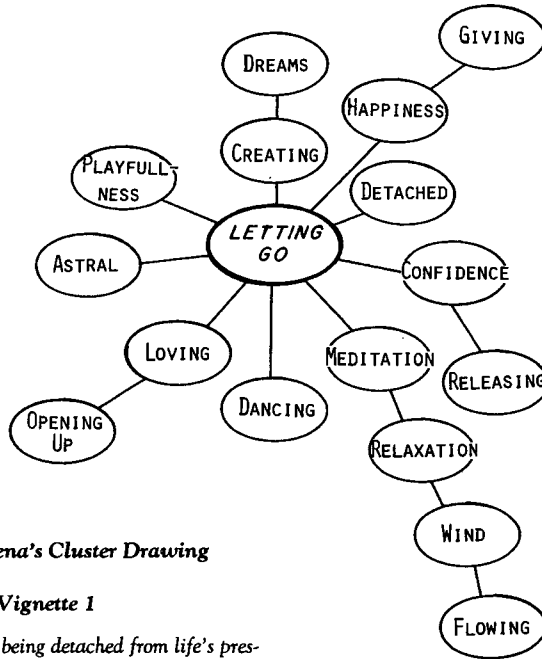 GIVING
DREAMS
HAPPINESS
CREATING
PLAYFULL-
NESS
DETACHED
LETTING
GO
ASTRAL
CONFIDENCE
LOVING
MEDITATION
RELEASING
DANCING
OPENING
UP
RELAXATION
WIND
FLOWING
ena's Cluster Drawing
Vignette 1
being detached from life's pres-